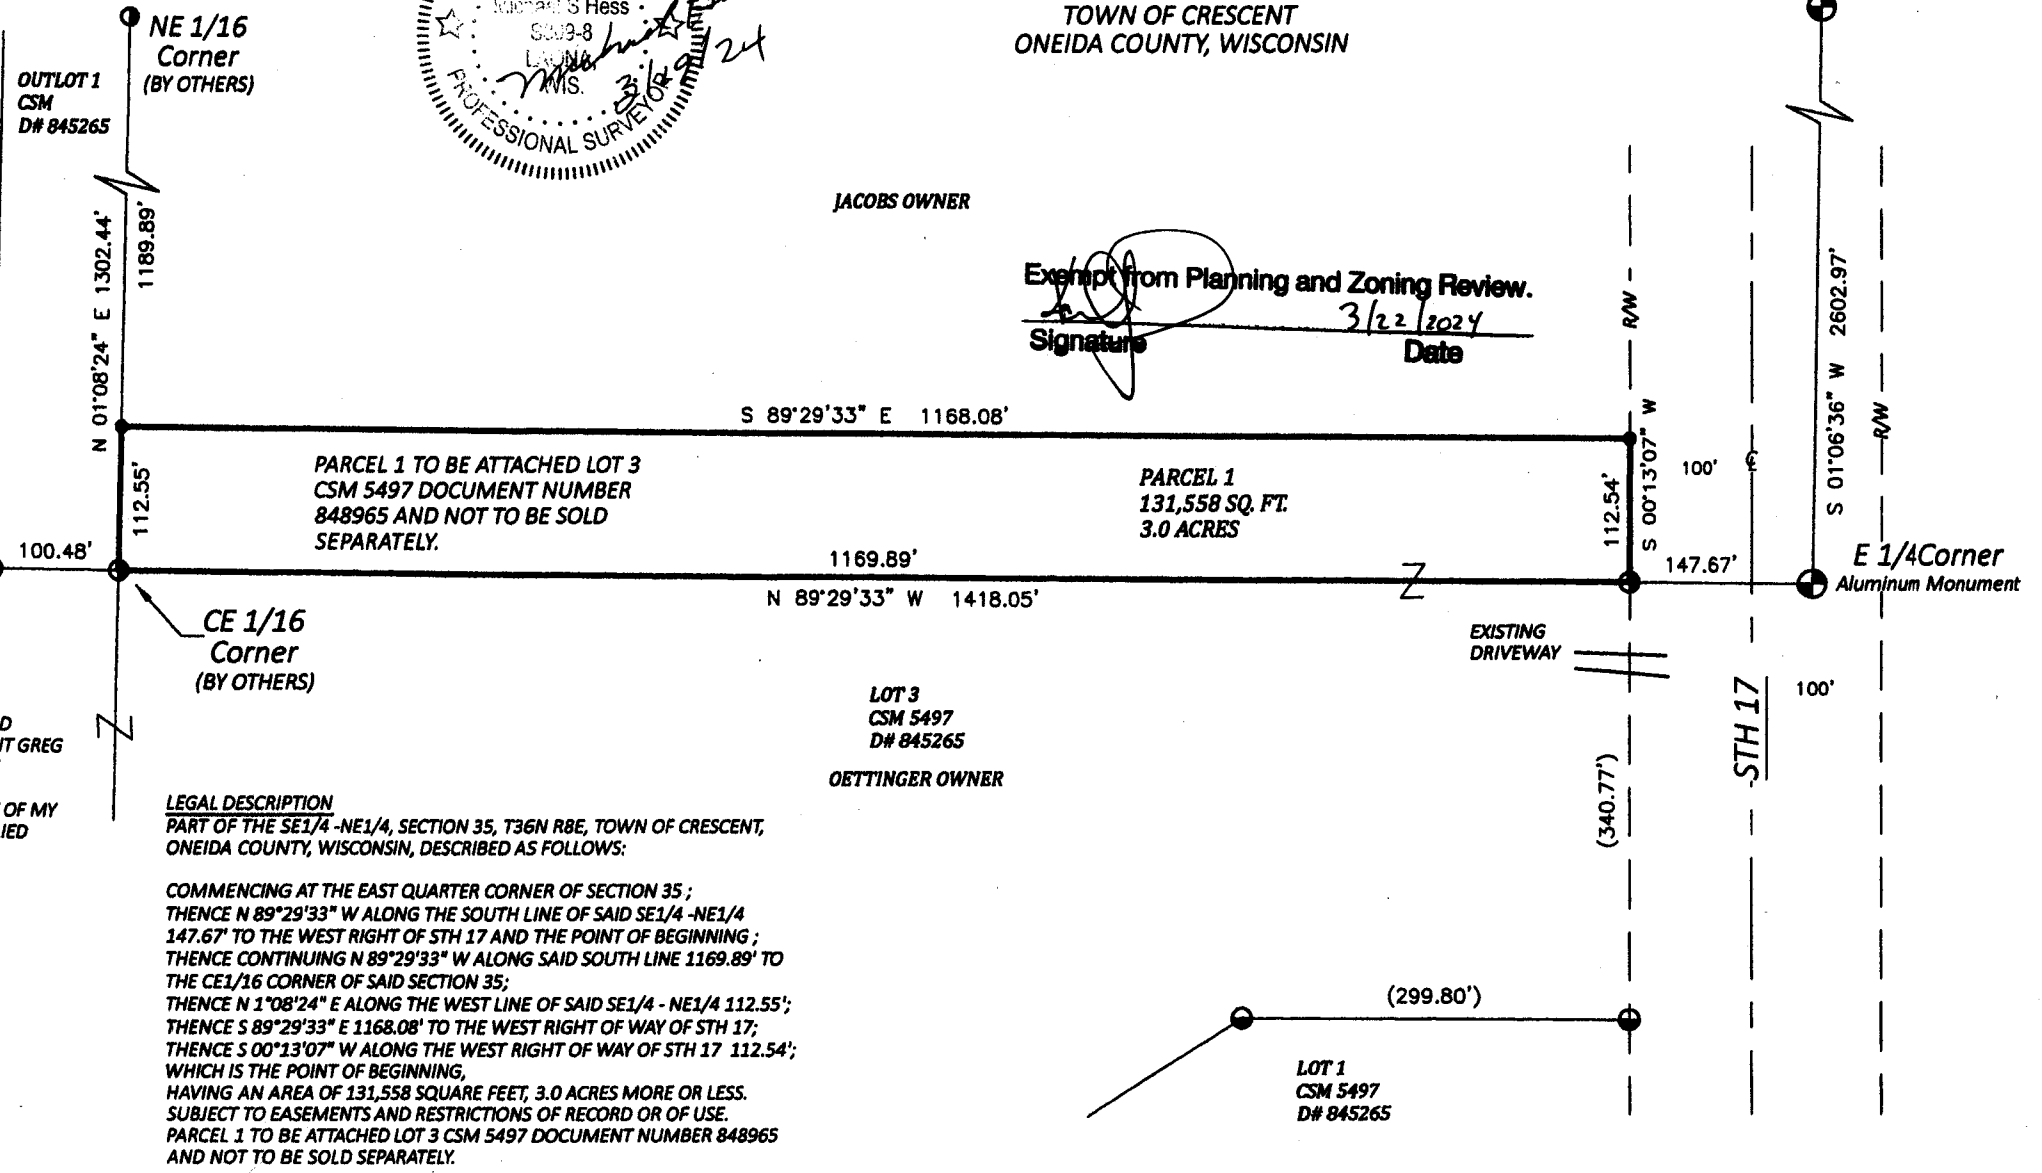 TOWN OF CRESCENT
ONEIDA COUNTY, WISCONSIN
NE 1/16
Corner
(BY OTHERS)
OUTLOT 1
CSM
D# 845265
S Hess
WIS.
PROFESSIONAL SURVEYOR
3/19/24
JACOBS OWNER
Exempt from Planning and Zoning Review.
3/22/2024
Signature
Date
N 01°08'24" E 1302.44'
1189.89'
R/W
S 01°06'36" W 2602.97'
R/W
S 89°29'33" E 1168.08'
PARCEL 1 TO BE ATTACHED LOT 3
CSM 5497 DOCUMENT NUMBER
848965 AND NOT TO BE SOLD
SEPARATELY.
PARCEL 1
131,558 SQ. FT.
3.0 ACRES
112.55'
112.54'
S 00°13'07" W
100'
℄
100.48'
1169.89'
147.67'
N 89°29'33" W 1418.05'
E 1/4Corner
Aluminum Monument
CE 1/16
Corner
(BY OTHERS)
EXISTING
DRIVEWAY
STH 17
100'
LOT 3
CSM 5497
D# 845265
OETTINGER OWNER
D
IT GREG
OF MY
IED
(340.77')
LEGAL DESCRIPTION
PART OF THE SE1/4 -NE1/4, SECTION 35, T36N R8E, TOWN OF CRESCENT,
ONEIDA COUNTY, WISCONSIN, DESCRIBED AS FOLLOWS:
COMMENCING AT THE EAST QUARTER CORNER OF SECTION 35 ;
THENCE N 89°29'33" W ALONG THE SOUTH LINE OF SAID SE1/4 -NE1/4
147.67' TO THE WEST RIGHT OF STH 17 AND THE POINT OF BEGINNING ;
THENCE CONTINUING N 89°29'33" W ALONG SAID SOUTH LINE 1169.89' TO
THE CE1/16 CORNER OF SAID SECTION 35;
THENCE N 1°08'24" E ALONG THE WEST LINE OF SAID SE1/4 - NE1/4 112.55';
THENCE S 89°29'33" E 1168.08' TO THE WEST RIGHT OF WAY OF STH 17;
THENCE S 00°13'07" W ALONG THE WEST RIGHT OF WAY OF STH 17 112.54';
WHICH IS THE POINT OF BEGINNING,
HAVING AN AREA OF 131,558 SQUARE FEET, 3.0 ACRES MORE OR LESS.
SUBJECT TO EASEMENTS AND RESTRICTIONS OF RECORD OR OF USE.
PARCEL 1 TO BE ATTACHED LOT 3 CSM 5497 DOCUMENT NUMBER 848965
AND NOT TO BE SOLD SEPARATELY.
(299.80')
LOT 1
CSM 5497
D# 845265